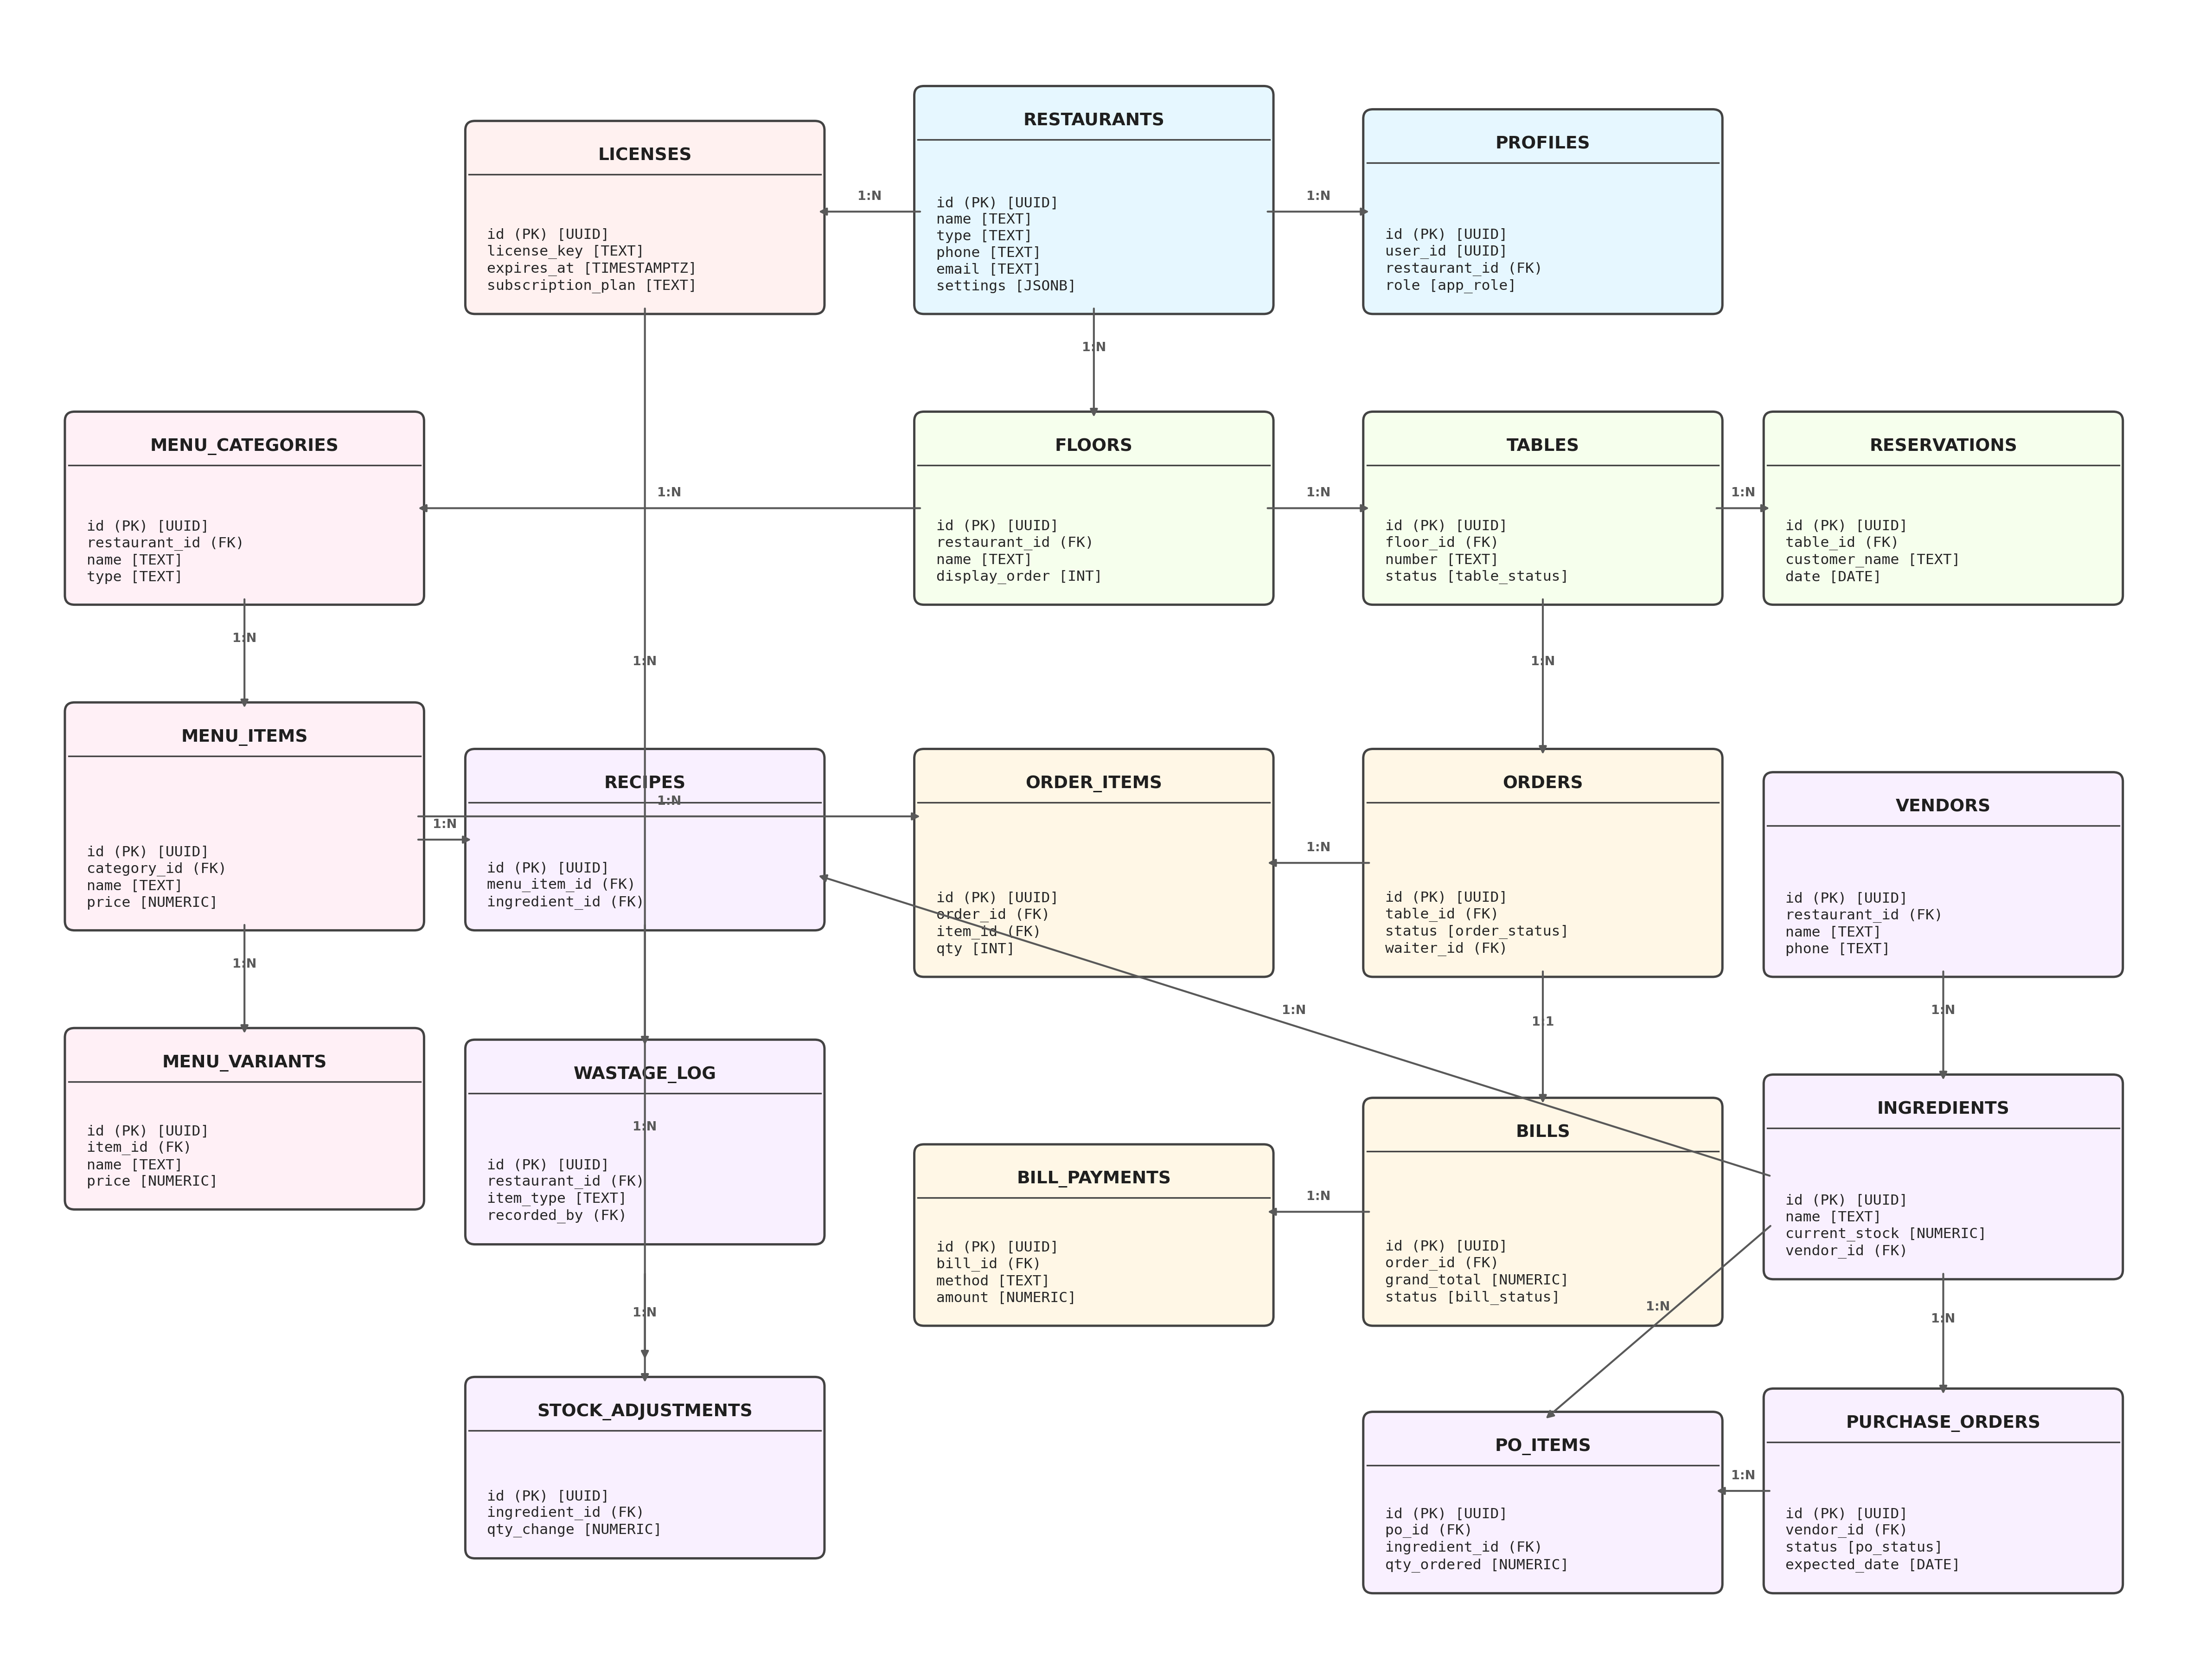 RESTAURANTS
id (PK) [UUID]
name [TEXT]
type [TEXT]
phone [TEXT]
email [TEXT]
settings [JSONB]
LICENSES
id (PK) [UUID]
license_key [TEXT]
expires_at [TIMESTAMPTZ]
subscription_plan [TEXT]
PROFILES
id (PK) [UUID]
user_id [UUID]
restaurant_id (FK)
role [app_role]
1:N
1:N
1:N
MENU_CATEGORIES
id (PK) [UUID]
restaurant_id (FK)
name [TEXT]
type [TEXT]
1:N
FLOORS
id (PK) [UUID]
restaurant_id (FK)
name [TEXT]
display_order [INT]
1:N
TABLES
id (PK) [UUID]
floor_id (FK)
number [TEXT]
status [table_status]
1:N
RESERVATIONS
id (PK) [UUID]
table_id (FK)
customer_name [TEXT]
date [DATE]
1:N
1:N
1:N
MENU_ITEMS
id (PK) [UUID]
category_id (FK)
name [TEXT]
price [NUMERIC]
1:N
RECIPES
1:N
id (PK) [UUID]
menu_item_id (FK)
ingredient_id (FK)
ORDER_ITEMS
id (PK) [UUID]
order_id (FK)
item_id (FK)
qty [INT]
1:N
ORDERS
id (PK) [UUID]
table_id (FK)
status [order_status]
waiter_id (FK)
VENDORS
id (PK) [UUID]
restaurant_id (FK)
name [TEXT]
phone [TEXT]
1:N
1:N
1:1
1:N
MENU_VARIANTS
id (PK) [UUID]
item_id (FK)
name [TEXT]
price [NUMERIC]
WASTAGE_LOG
1:N
id (PK) [UUID]
restaurant_id (FK)
item_type [TEXT]
recorded_by (FK)
BILL_PAYMENTS
id (PK) [UUID]
bill_id (FK)
method [TEXT]
amount [NUMERIC]
1:N
BILLS
id (PK) [UUID]
order_id (FK)
grand_total [NUMERIC]
status [bill_status]
INGREDIENTS
id (PK) [UUID]
name [TEXT]
current_stock [NUMERIC]
vendor_id (FK)
1:N
1:N
1:N
STOCK_ADJUSTMENTS
id (PK) [UUID]
ingredient_id (FK)
qty_change [NUMERIC]
PO_ITEMS
id (PK) [UUID]
po_id (FK)
ingredient_id (FK)
qty_ordered [NUMERIC]
1:N
PURCHASE_ORDERS
id (PK) [UUID]
vendor_id (FK)
status [po_status]
expected_date [DATE]